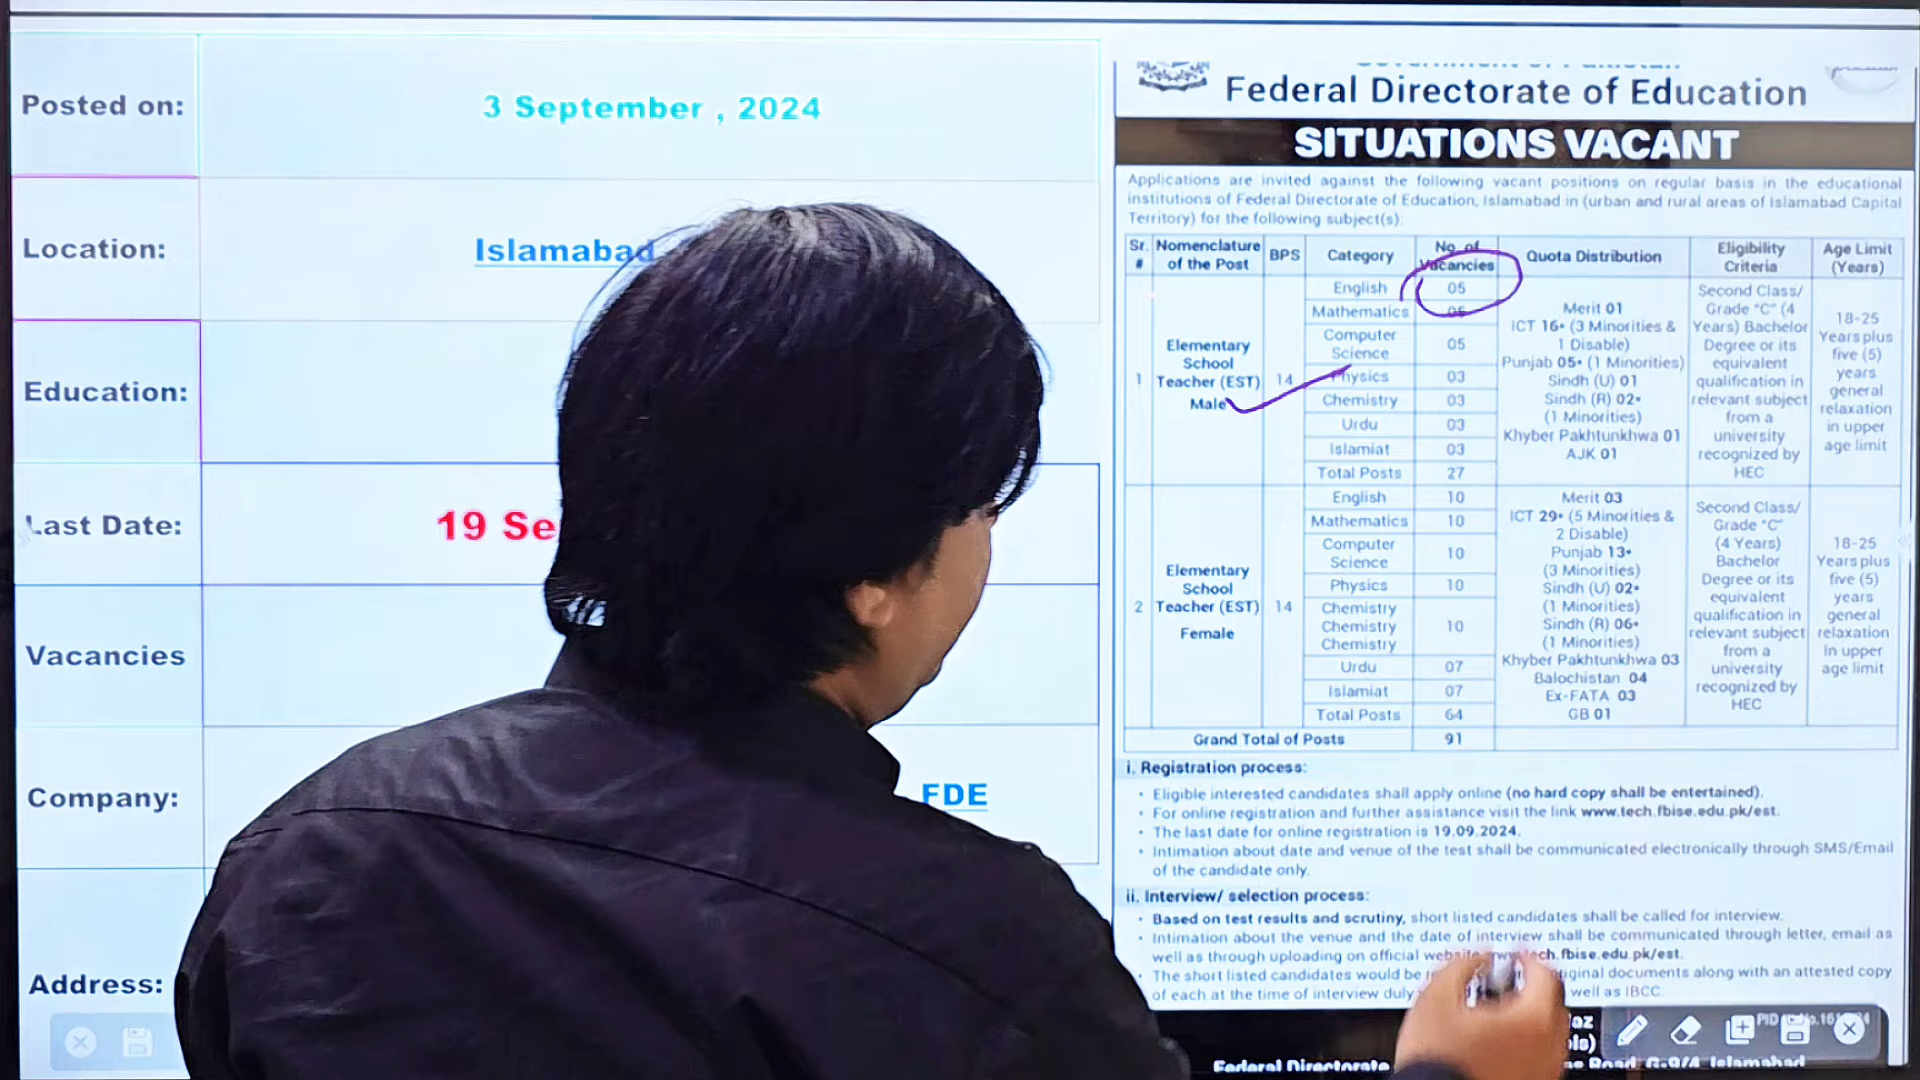 Posted on:
3 September , 2024
Location:
Islamabad
Education:
Last Date:
19
Vacancies
Company:
FDE
Address:
Federal Directorate of Education
SITUATIONS VACANT
Applications are invited against the following vacant positions on regular basis in the educational
institutions of Federal Directorate of Education, Islamabad in (urban and rural areas of Islamabad Capital
Territory) for the following subject(s):
Sr. # Nomenclature of the Post BPS Category No. of Vacancies Quota Distribution Eligibility Criteria Age Limit (Years)
1
Elementary
School
Teacher (EST)
Male
14
English 05
Mathematics 05
Computer Science 05
Physics 03
Chemistry 03
Urdu 03
Islamiat 03
Total Posts 27
Merit 01
ICT 16• (3 Minorities &
1 Disable)
Punjab 05• (1 Minorities)
Sindh (U) 01
Sindh (R) 02•
(1 Minorities)
Khyber Pakhtunkhwa 01
AJK 01
Second Class/
Grade "C" (4
Years) Bachelor
Degree or its
equivalent
qualification in
relevant subject
from a
university
recognized by
HEC
18-25
Years plus
five (5)
years
general
relaxation
in upper
age limit
2
Elementary
School
Teacher (EST)
Female
14
English 10
Mathematics 10
Computer Science 10
Physics 10
Chemistry
Chemistry 10
Chemistry
Urdu 07
Islamiat 07
Total Posts 64
Merit 03
ICT 29• (5 Minorities &
2 Disable)
Punjab 13•
(3 Minorities)
Sindh (U) 02•
(1 Minorities)
Sindh (R) 06•
(1 Minorities)
Khyber Pakhtunkhwa 03
Balochistan 04
Ex-FATA 03
GB 01
Second Class/
Grade "C"
(4 Years)
Bachelor
Degree or its
equivalent
qualification in
relevant subject
from a
university
recognized by
HEC
18-25
Years plus
five (5)
years
general
relaxation
in upper
age limit
Grand Total of Posts 91
i. Registration process:
• Eligible interested candidates shall apply online (no hard copy shall be entertained).
• For online registration and further assistance visit the link www.tech.fbise.edu.pk/est.
• The last date for online registration is 19.09.2024.
• Intimation about date and venue of the test shall be communicated electronically through SMS/Email
of the candidate only.
ii. Interview/ selection process:
• Based on test results and scrutiny, short listed candidates shall be called for interview.
• Intimation about the venue and the date of interview shall be communicated through letter, email as
well as through uploading on official website www.tech.fbise.edu.pk/est.
• The short listed candidates would be original documents along with an attested copy
of each at the time of interview duly well as IBCC.
Federal Directorate Road, G-9/4, Islamabad